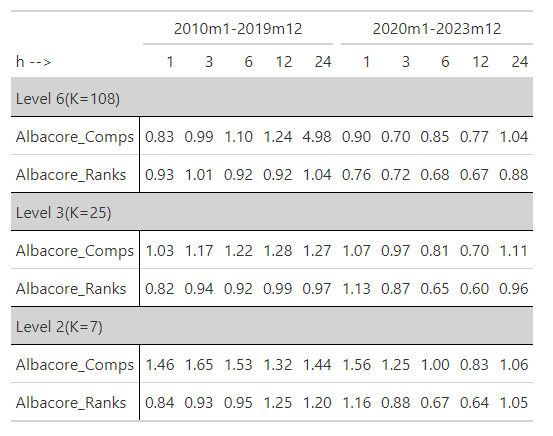 2010m1-2019m12 2020m1-2023m12
h --> 1 3 6 12 24 1 3 6 12 24
Level 6(K=108)
Albacore_Comps 0.83 0.99 1.10 1.24 4.98 0.90 0.70 0.85 0.77 1.04
Albacore_Ranks 0.93 1.01 0.92 0.92 1.04 0.76 0.72 0.68 0.67 0.88
Level 3(K=25)
Albacore_Comps 1.03 1.17 1.22 1.28 1.27 1.07 0.97 0.81 0.70 1.11
Albacore_Ranks 0.82 0.94 0.92 0.99 0.97 1.13 0.87 0.65 0.60 0.96
Level 2(K=7)
Albacore_Comps 1.46 1.65 1.53 1.32 1.44 1.56 1.25 1.00 0.83 1.06
Albacore_Ranks 0.84 0.93 0.95 1.25 1.20 1.16 0.88 0.67 0.64 1.05